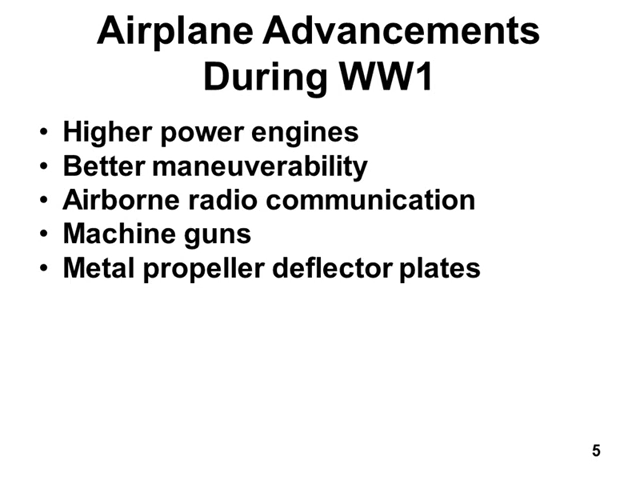 Airplane Advancements
During WW1
• Higher power engines
• Better maneuverability
• Airborne radio communication
• Machine guns
• Metal propeller deflector plates
5